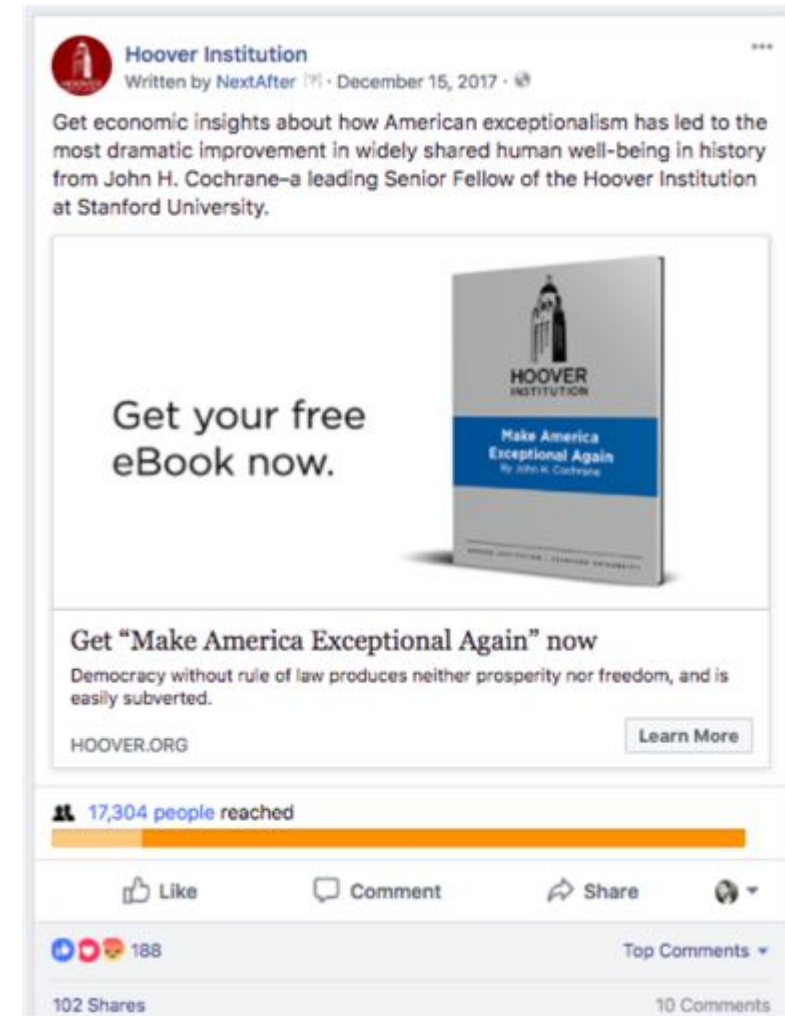 Hoover Institution
Written by NextAfter [?] · December 15, 2017 ·
Get economic insights about how American exceptionalism has led to the
most dramatic improvement in widely shared human well-being in history
from John H. Cochrane–a leading Senior Fellow of the Hoover Institution
at Stanford University.
Get your free
eBook now.
HOOVER
INSTITUTION
Make America
Exceptional Again
By John H. Cochrane
HOOVER INSTITUTION | STANFORD UNIVERSITY
Get “Make America Exceptional Again” now
Democracy without rule of law produces neither prosperity nor freedom, and is
easily subverted.
HOOVER.ORG
Learn More
17,304 people reached
Like Comment Share
188 Top Comments
102 Shares 10 Comments